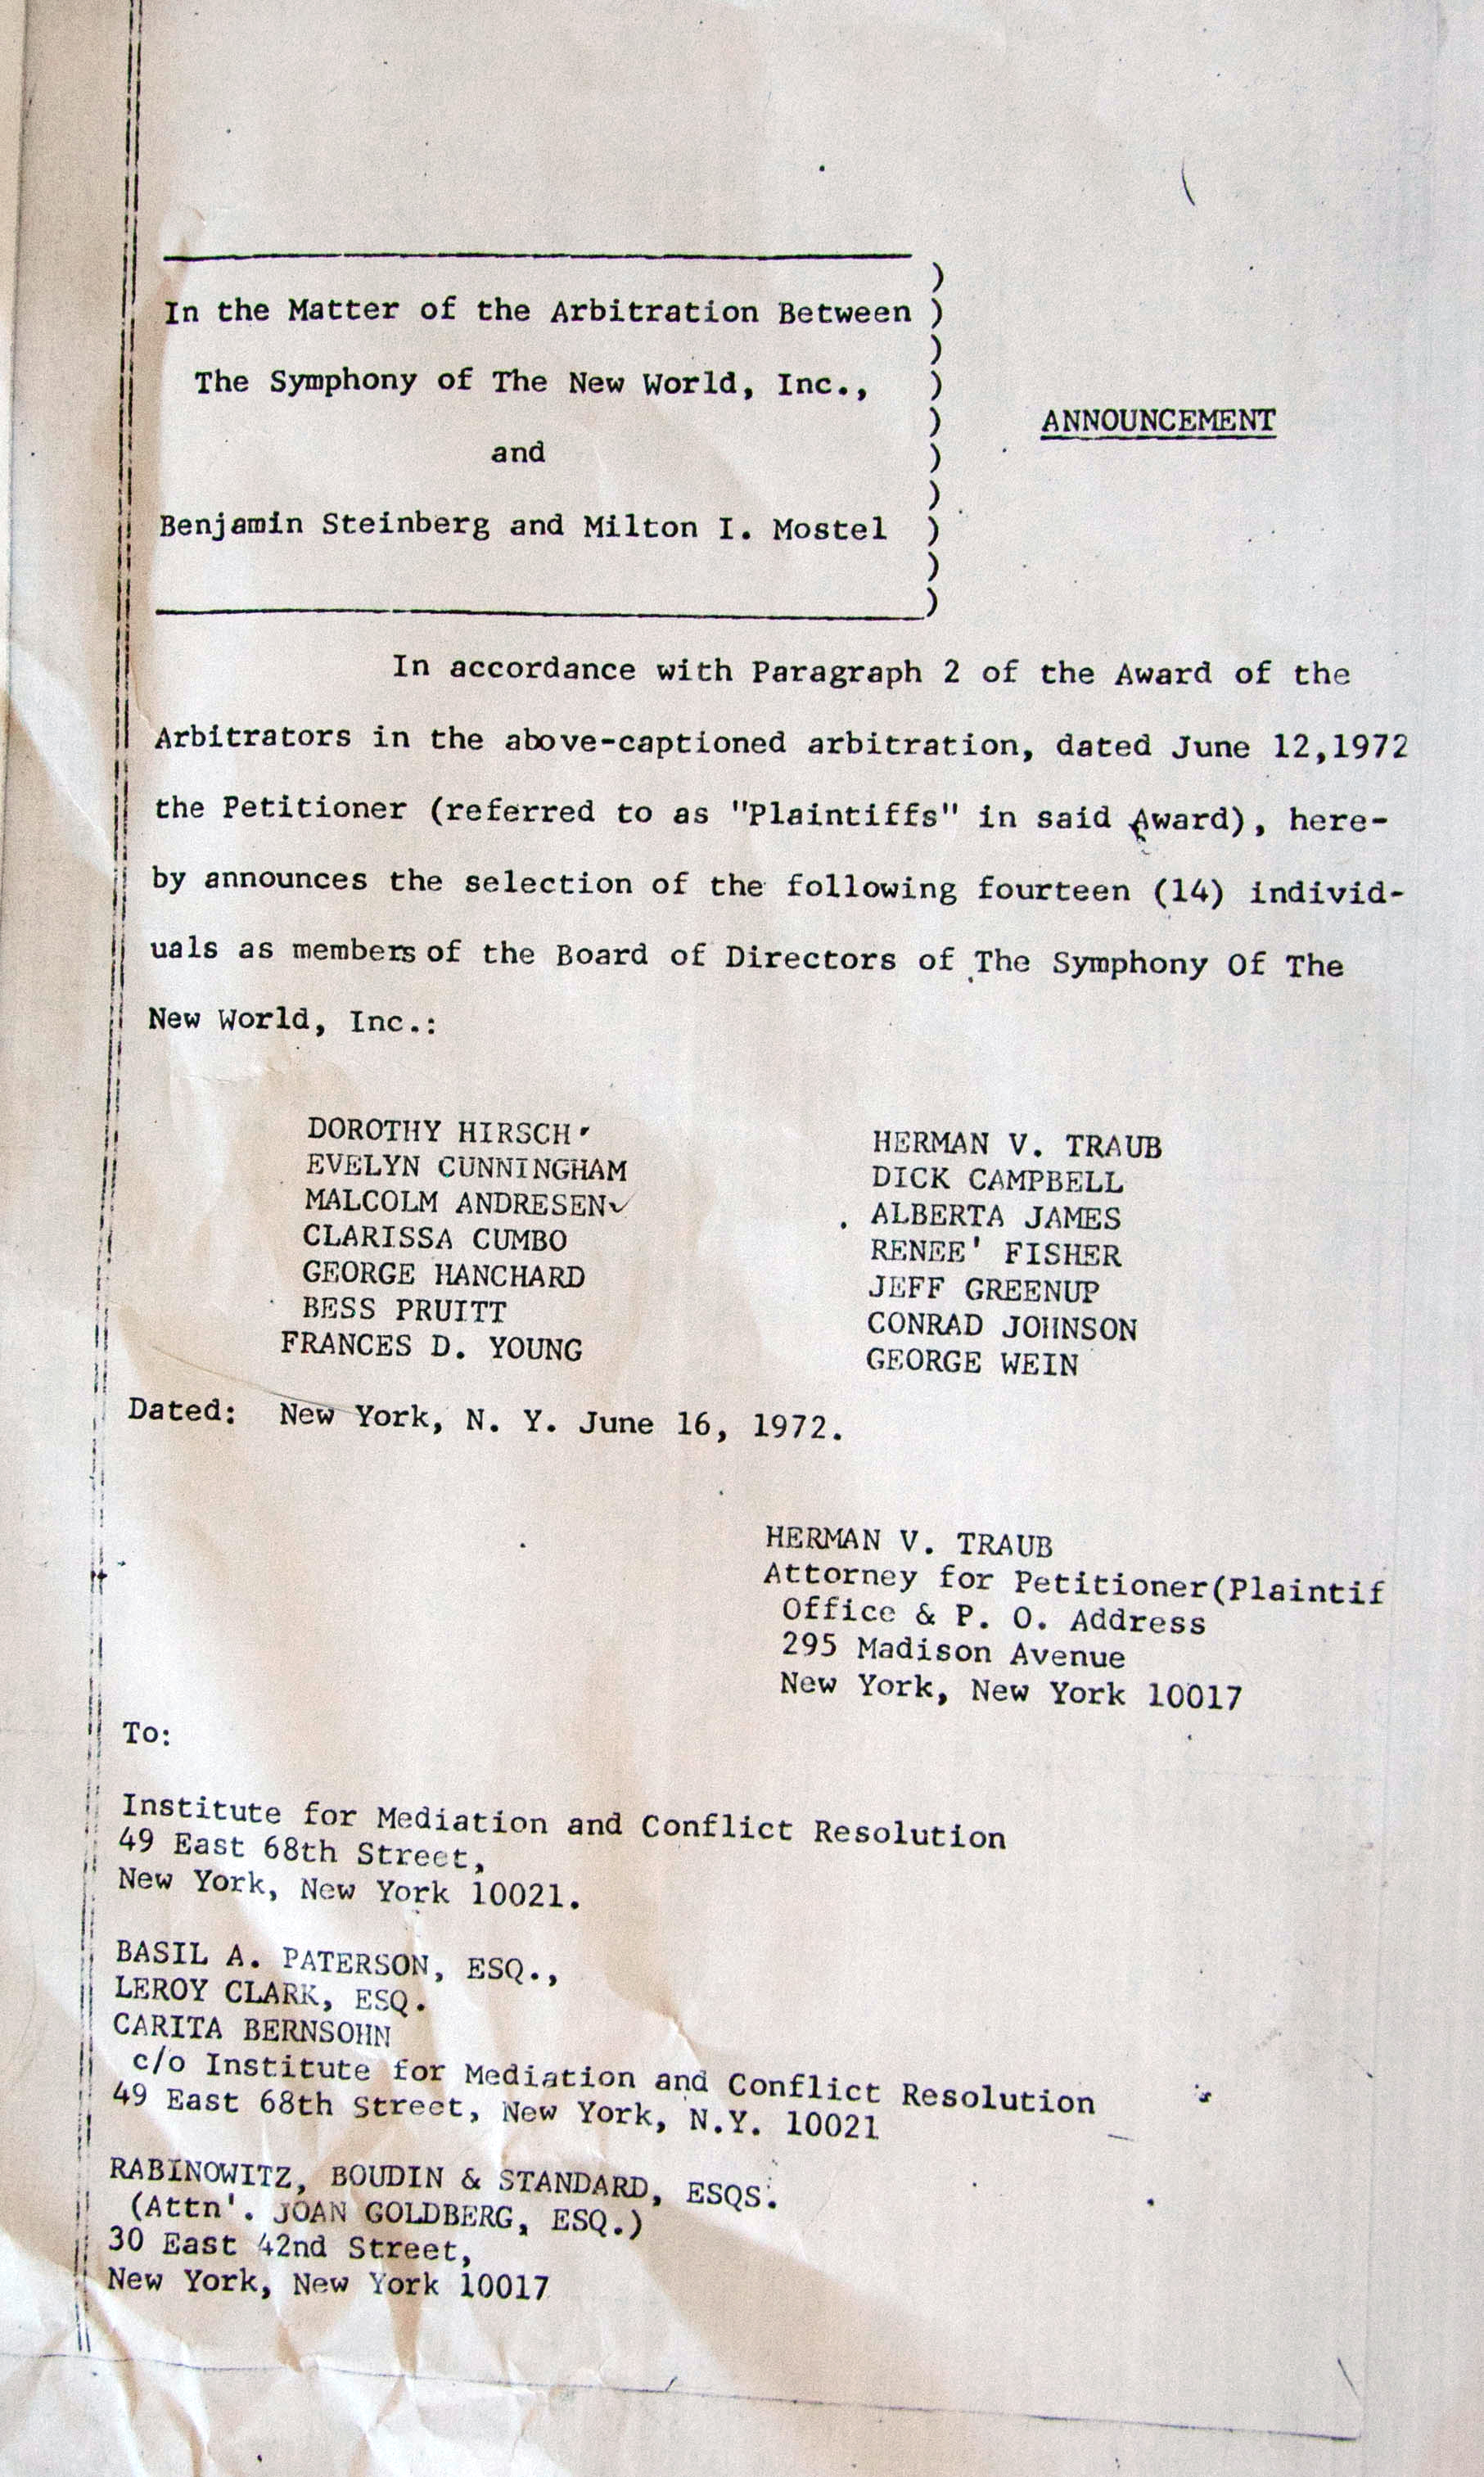 In the Matter of the Arbitration Between )
The Symphony of The New World, Inc., )
and )
Benjamin Steinberg and Milton I. Mostel )
ANNOUNCEMENT
In accordance with Paragraph 2 of the Award of the
Arbitrators in the above-captioned arbitration, dated June 12,1972
the Petitioner (referred to as "Plaintiffs" in said Award), here-
by announces the selection of the following fourteen (14) individ-
uals as members of the Board of Directors of The Symphony Of The
New World, Inc.:
DOROTHY HIRSCH
EVELYN CUNNINGHAM
MALCOLM ANDRESEN
CLARISSA CUMBO
GEORGE HANCHARD
BESS PRUITT
FRANCES D. YOUNG
HERMAN V. TRAUB
DICK CAMPBELL
ALBERTA JAMES
RENEE' FISHER
JEFF GREENUP
CONRAD JOHNSON
GEORGE WEIN
Dated: New York, N. Y. June 16, 1972.
HERMAN V. TRAUB
Attorney for Petitioner(Plaintif
Office & P. O. Address
295 Madison Avenue
New York, New York 10017
To:
Institute for Mediation and Conflict Resolution
49 East 68th Street,
New York, New York 10021.
BASIL A. PATERSON, ESQ.,
LEROY CLARK, ESQ.
CARITA BERNSOHN
c/o Institute for Mediation and Conflict Resolution
49 East 68th Street, New York, N.Y. 10021
RABINOWITZ, BOUDIN & STANDARD, ESQS.
(Attn'. JOAN GOLDBERG, ESQ.)
30 East 42nd Street,
New York, New York 10017